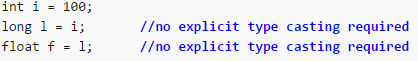 int i = 100;
long l = i;       //no explicit type casting required
float f = l;      //no explicit type casting required